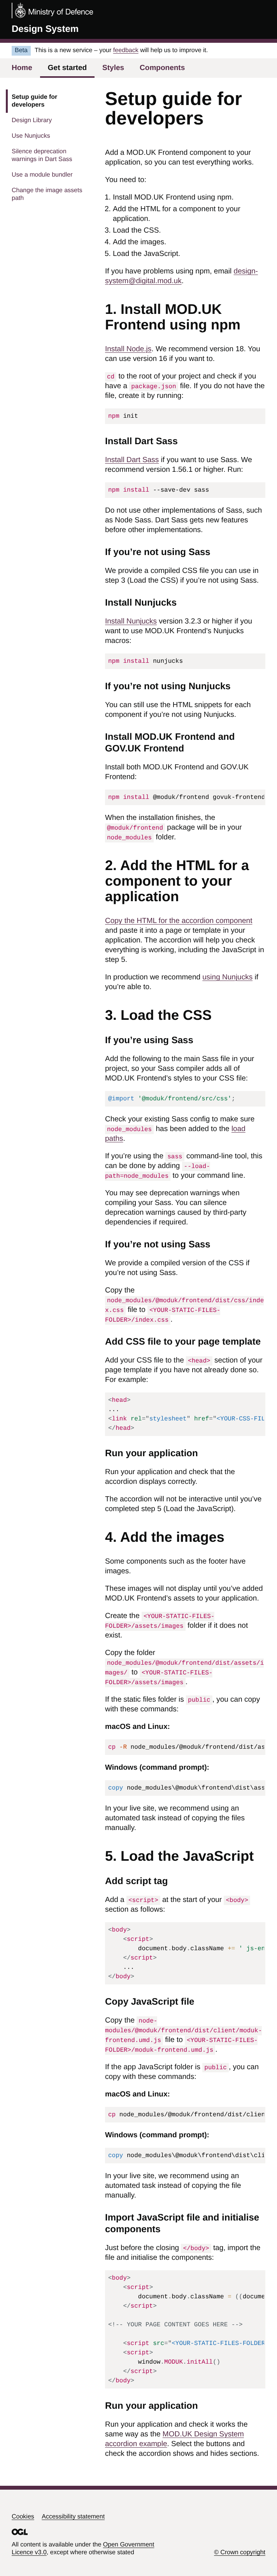 Ministry of Defence
Design System
Beta This is a new service – your feedback will help us to improve it.
Home Get started Styles Components
Setup guide for
developers
Design Library
Use Nunjucks
Silence deprecation
warnings in Dart Sass
Use a module bundler
Change the image assets
path
Setup guide for
developers
Add a MOD.UK Frontend component to your
application, so you can test everything works.
You need to:
1. Install MOD.UK Frontend using npm.
2. Add the HTML for a component to your
application.
3. Load the CSS.
4. Add the images.
5. Load the JavaScript.
If you have problems using npm, email design-
system@digital.mod.uk.
1. Install MOD.UK
Frontend using npm
Install Node.js. We recommend version 18. You
can use version 16 if you want to.
cd to the root of your project and check if you
have a package.json file. If you do not have the
file, create it by running:
npm init
Install Dart Sass
Install Dart Sass if you want to use Sass. We
recommend version 1.56.1 or higher. Run:
npm install --save-dev sass
Do not use other implementations of Sass, such
as Node Sass. Dart Sass gets new features
before other implementations.
If you’re not using Sass
We provide a compiled CSS file you can use in
step 3 (Load the CSS) if you’re not using Sass.
Install Nunjucks
Install Nunjucks version 3.2.3 or higher if you
want to use MOD.UK Frontend’s Nunjucks
macros:
npm install nunjucks
If you’re not using Nunjucks
You can still use the HTML snippets for each
component if you’re not using Nunjucks.
Install MOD.UK Frontend and
GOV.UK Frontend
Install both MOD.UK Frontend and GOV.UK
Frontend:
npm install @moduk/frontend govuk-frontend
When the installation finishes, the
@moduk/frontend package will be in your
node_modules folder.
2. Add the HTML for a
component to your
application
Copy the HTML for the accordion component
and paste it into a page or template in your
application. The accordion will help you check
everything is working, including the JavaScript in
step 5.
In production we recommend using Nunjucks if
you’re able to.
3. Load the CSS
If you’re using Sass
Add the following to the main Sass file in your
project, so your Sass compiler adds all of
MOD.UK Frontend’s styles to your CSS file:
@import '@moduk/frontend/src/css';
Check your existing Sass config to make sure
node_modules has been added to the load
paths.
If you’re using the sass command-line tool, this
can be done by adding --load-
path=node_modules to your command line.
You may see deprecation warnings when
compiling your Sass. You can silence
deprecation warnings caused by third-party
dependencies if required.
If you’re not using Sass
We provide a compiled version of the CSS if
you’re not using Sass.
Copy the
node_modules/@moduk/frontend/dist/css/inde
x.css file to <YOUR-STATIC-FILES-
FOLDER>/index.css.
Add CSS file to your page template
Add your CSS file to the <head> section of your
page template if you have not already done so.
For example:
<head>
...
<link rel="stylesheet" href="<YOUR-CSS-FIL
</head>
Run your application
Run your application and check that the
accordion displays correctly.
The accordion will not be interactive until you’ve
completed step 5 (Load the JavaScript).
4. Add the images
Some components such as the footer have
images.
These images will not display until you’ve added
MOD.UK Frontend’s assets to your application.
Create the <YOUR-STATIC-FILES-
FOLDER>/assets/images folder if it does not
exist.
Copy the folder
node_modules/@moduk/frontend/dist/assets/i
mages/ to <YOUR-STATIC-FILES-
FOLDER>/assets/images.
If the static files folder is public, you can copy
with these commands:
macOS and Linux:
cp -R node_modules/@moduk/frontend/dist/as
Windows (command prompt):
copy node_modules\@moduk\frontend\dist\ass
In your live site, we recommend using an
automated task instead of copying the files
manually.
5. Load the JavaScript
Add script tag
Add a <script> at the start of your <body>
section as follows:
<body>
<script>
document.body.className += ' js-en
</script>
...
</body>
Copy JavaScript file
Copy the node-
modules/@moduk/frontend/dist/client/moduk-
frontend.umd.js file to <YOUR-STATIC-FILES-
FOLDER>/moduk-frontend.umd.js.
If the app JavaScript folder is public, you can
copy with these commands:
macOS and Linux:
cp node_modules/@moduk/frontend/dist/clien
Windows (command prompt):
copy node_modules\@moduk\frontend\dist\cli
In your live site, we recommend using an
automated task instead of copying the file
manually.
Import JavaScript file and initialise
components
Just before the closing </body> tag, import the
file and initialise the components:
<body>
<script>
document.body.className = ((docume
</script>
<!-- YOUR PAGE CONTENT GOES HERE -->
<script src="<YOUR-STATIC-FILES-FOLDER
<script>
window.MODUK.initAll()
</script>
</body>
Run your application
Run your application and check it works the
same way as the MOD.UK Design System
accordion example. Select the buttons and
check the accordion shows and hides sections.
Cookies Accessibility statement
OGL
All content is available under the Open Government
Licence v3.0, except where otherwise stated
© Crown copyright